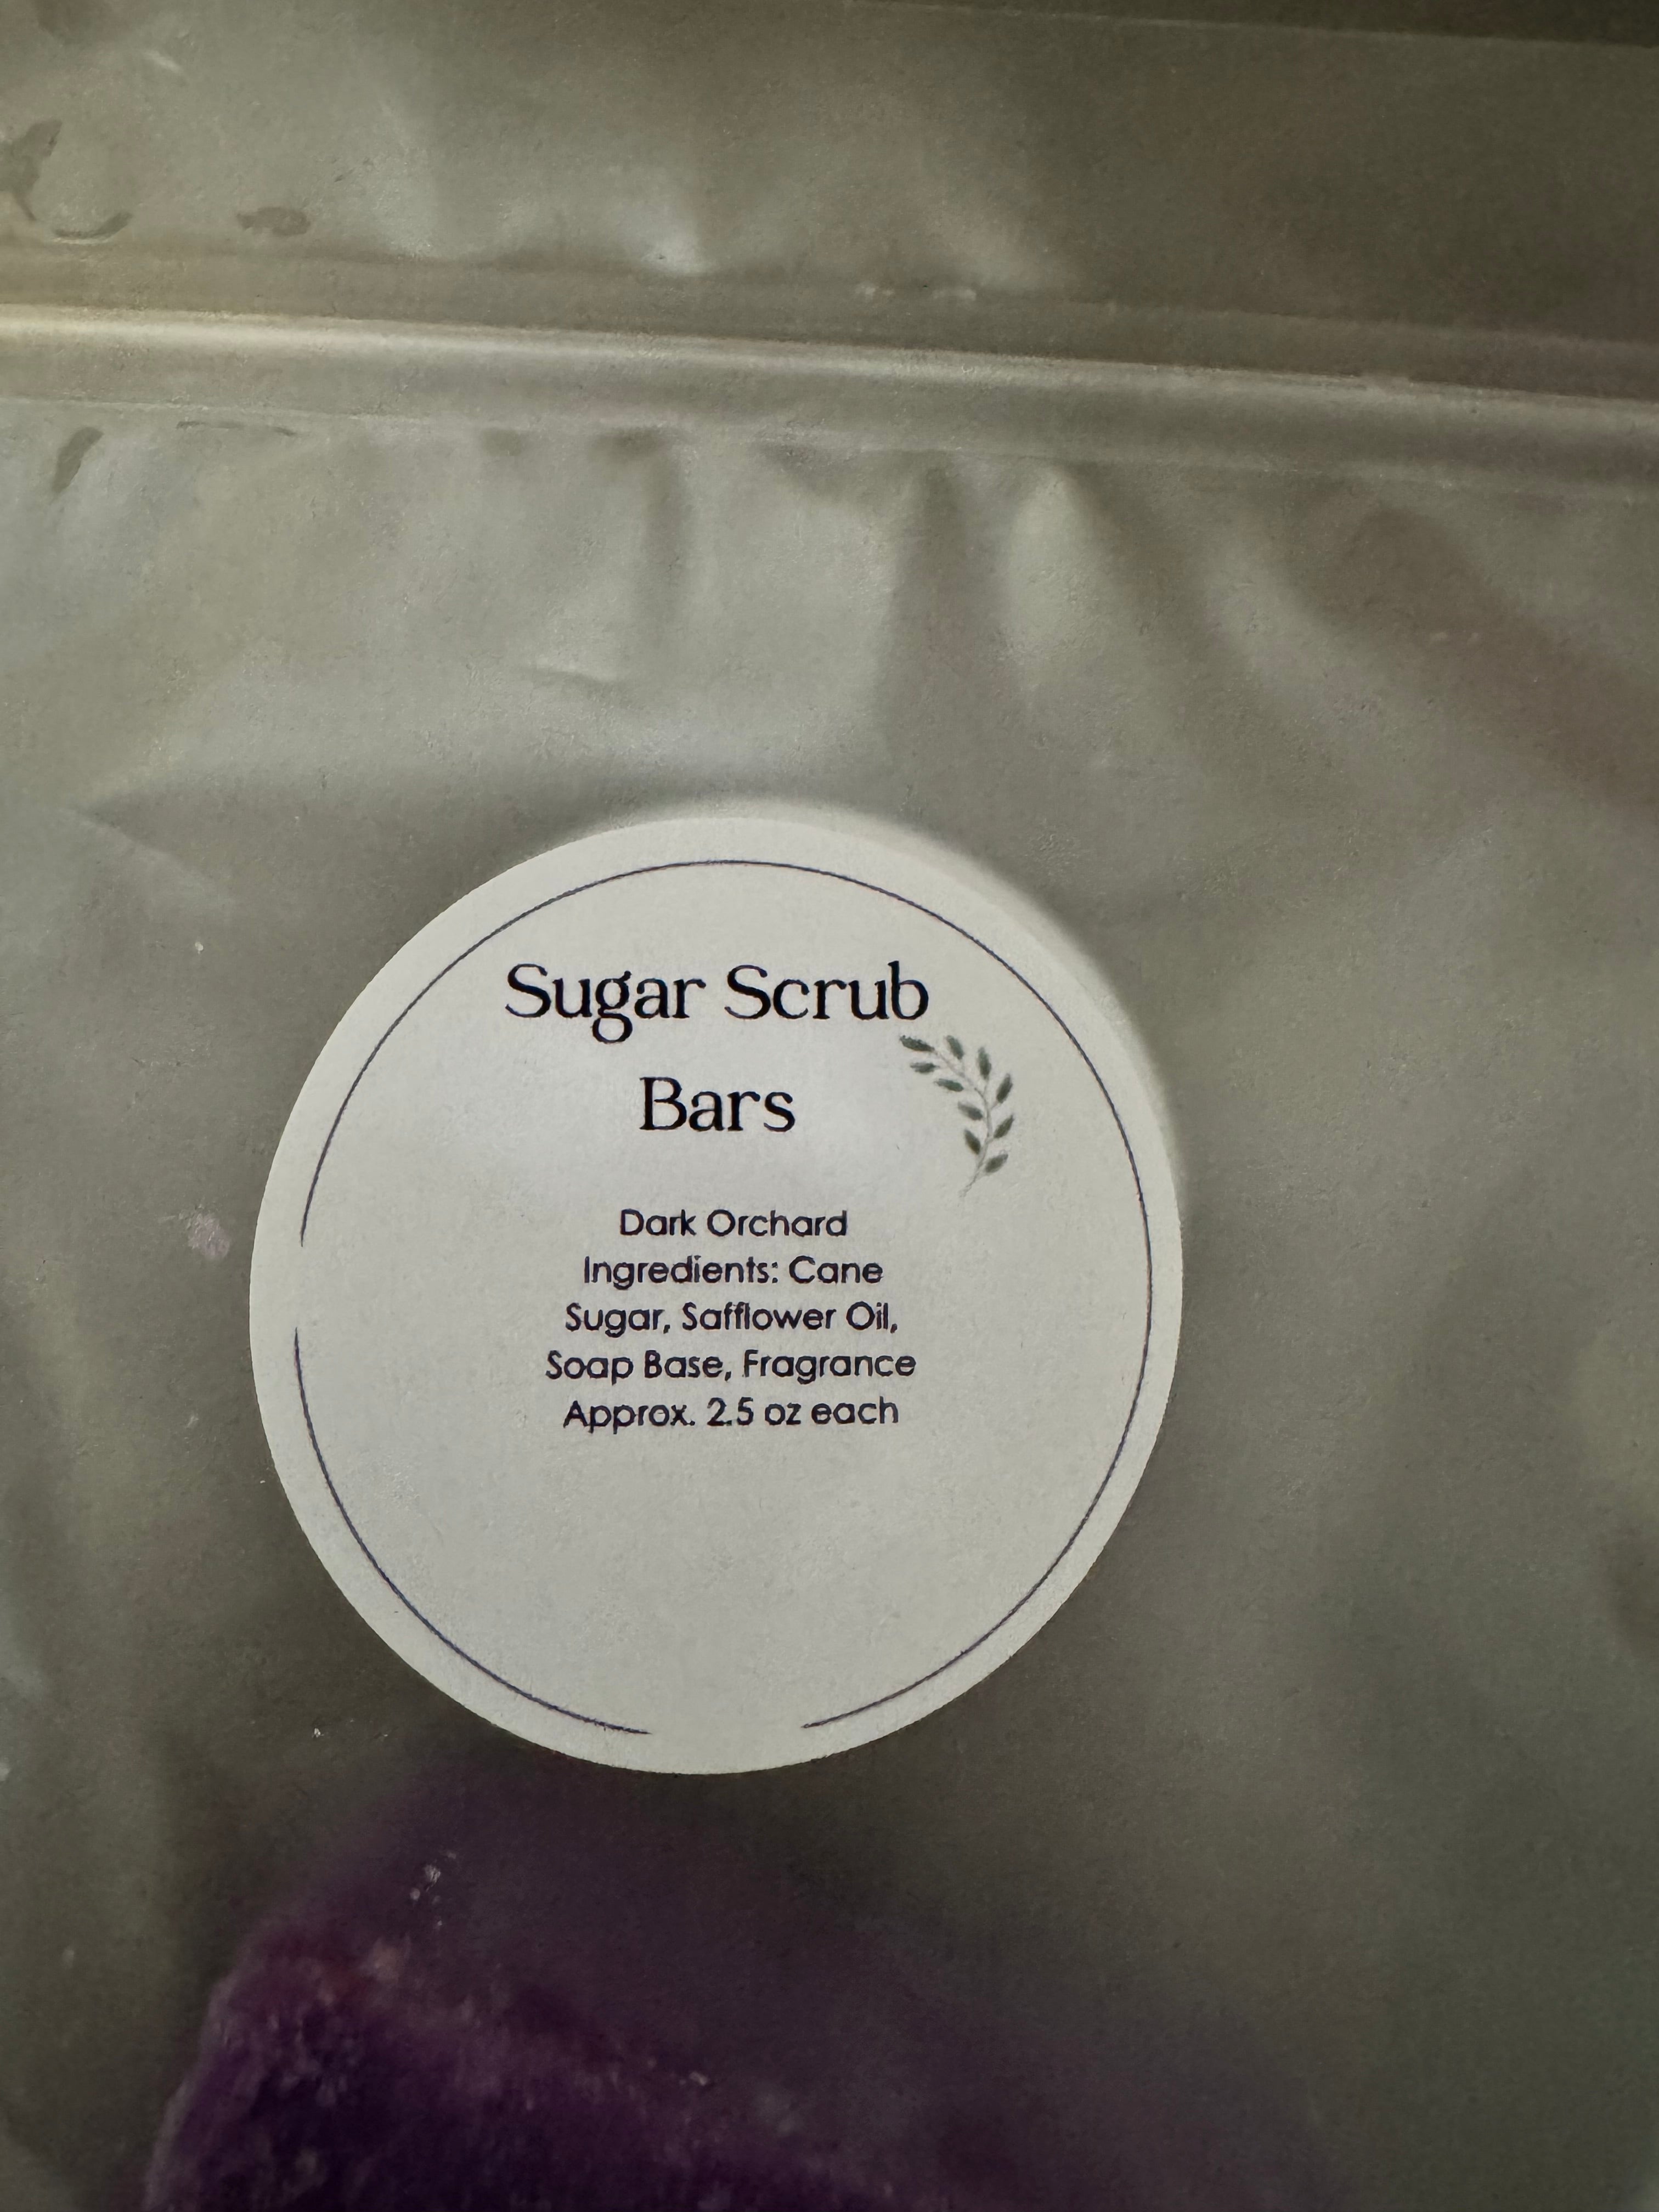 Sugar Scrub
Bars
Dark Orchard
Ingredients: Cane
Sugar, Safflower Oil,
Soap Base, Fragrance
Approx. 2.5 oz each